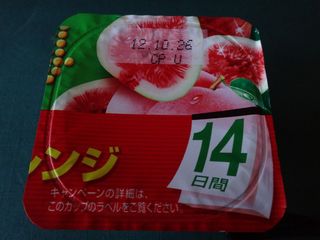 12.10.26
CP U
レンジ
14
日間
キャンペーンの詳細は、
このカップのラベルをご覧ください。